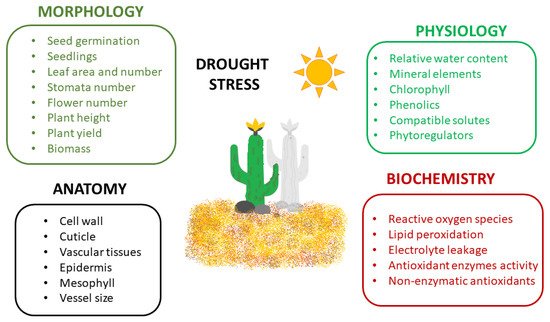 MORPHOLOGY
Seed germination
Seedlings
Leaf area and number
Stomata number
Flower number
Plant height
Plant yield
Biomass
DROUGHT
STRESS
PHYSIOLOGY
Relative water content
Mineral elements
Chlorophyll
Phenolics
Compatible solutes
Phytoregulators
ANATOMY
Cell wall
Cuticle
Vascular tissues
Epidermis
Mesophyll
Vessel size
BIOCHEMISTRY
Reactive oxygen species
Lipid peroxidation
Electrolyte leakage
Antioxidant enzymes activity
Non-enzymatic antioxidants